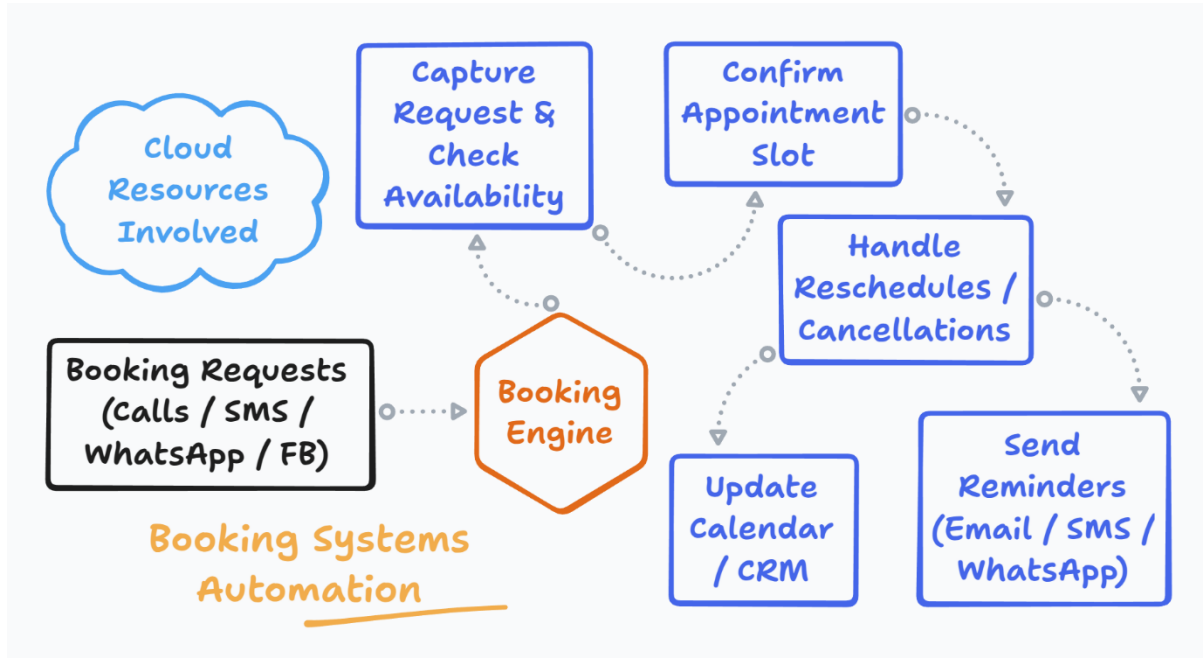 Cloud
Resources
Involved
Capture
Request &
Check
Availability
Confirm
Appointment
Slot
Handle
Reschedules /
Cancellations
Booking Requests
(Calls / SMS /
WhatsApp / FB)
Booking
Engine
Update
Calendar
/ CRM
Send
Reminders
(Email / SMS /
WhatsApp)
Booking Systems
Automation